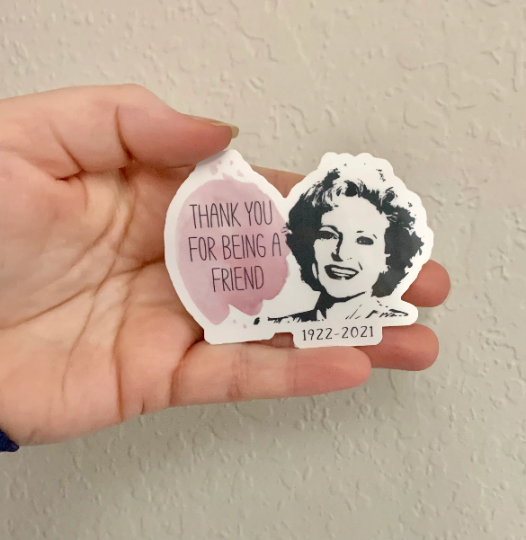 THANK YOU
FOR BEING A
FRIEND
1922-2021